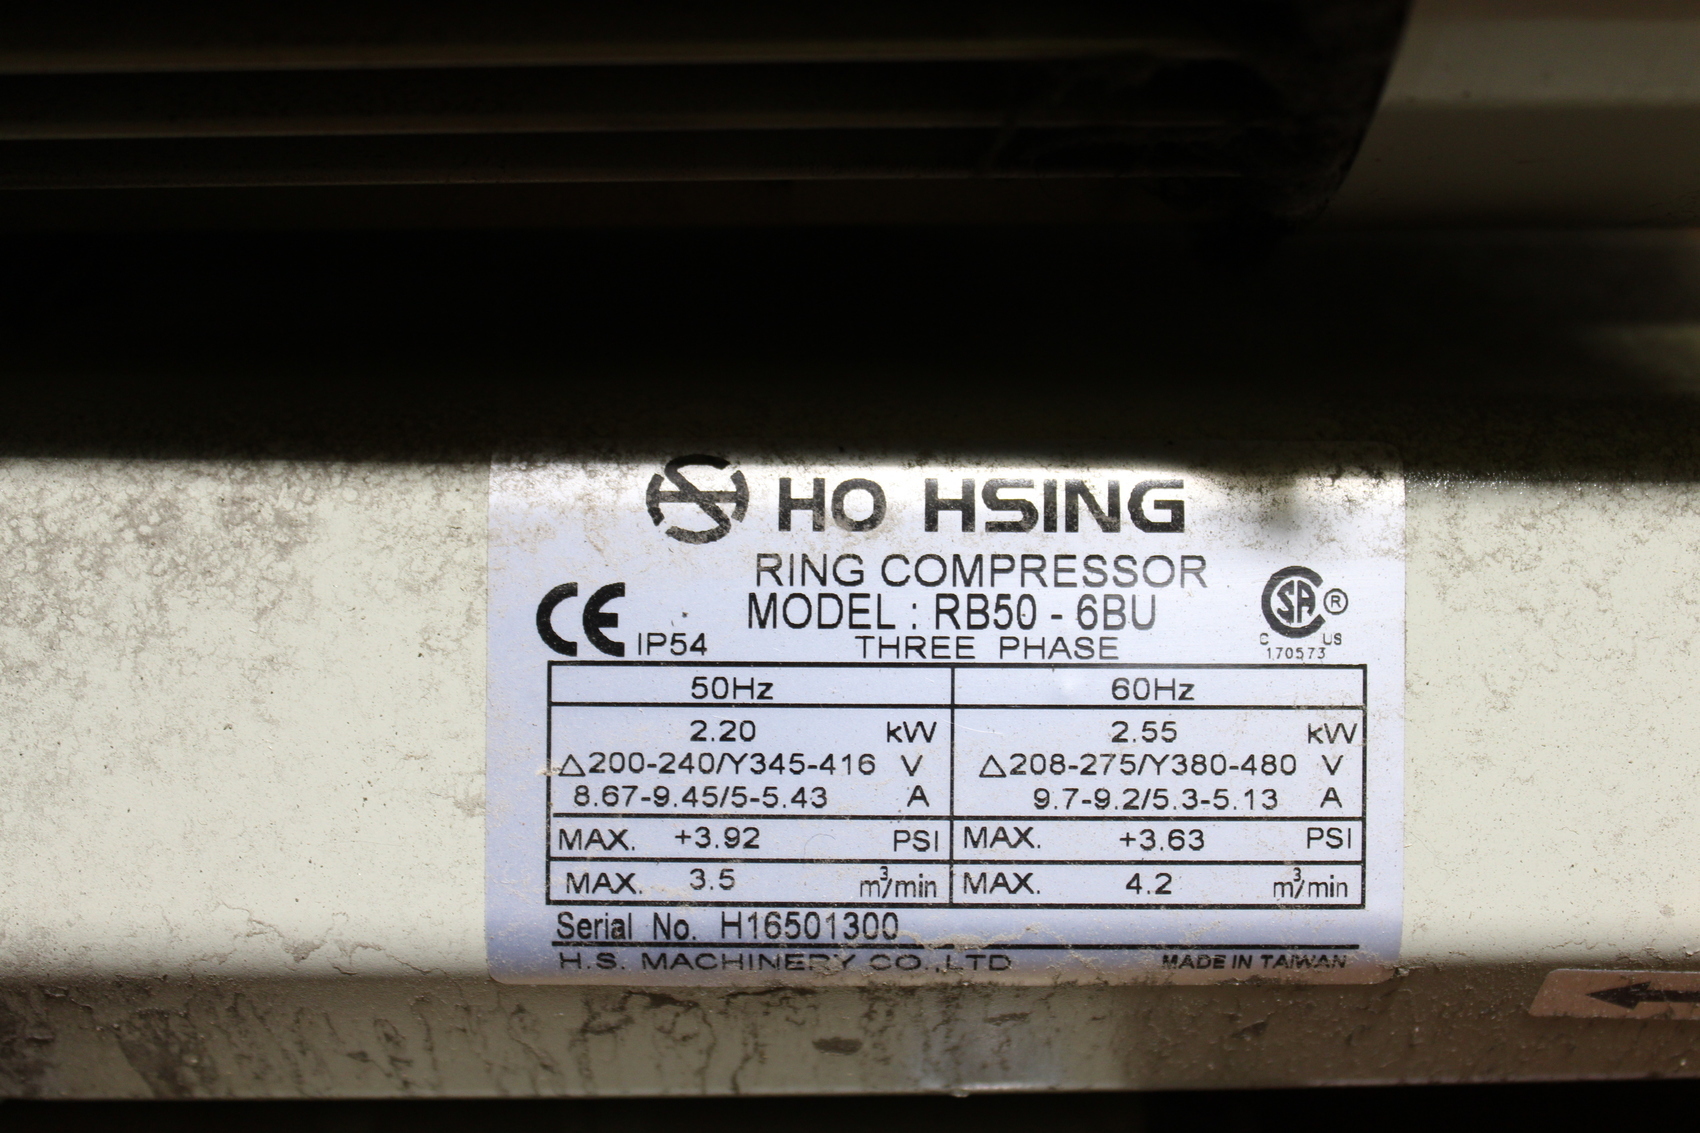 HO HSING
RING COMPRESSOR
MODEL : RB50 - 6BU
CE IP54
THREE PHASE
CSA ®
C US
170573
50Hz 60Hz
2.20 kW 2.55 kW
△200-240/Y345-416 V △208-275/Y380-480 V
8.67-9.45/5-5.43 A 9.7-9.2/5.3-5.13 A
MAX. +3.92 PSI MAX. +3.63 PSI
MAX. 3.5 m³/min MAX. 4.2 m³/min
Serial No. H16501300
H.S. MACHINERY CO.,LTD MADE IN TAIWAN